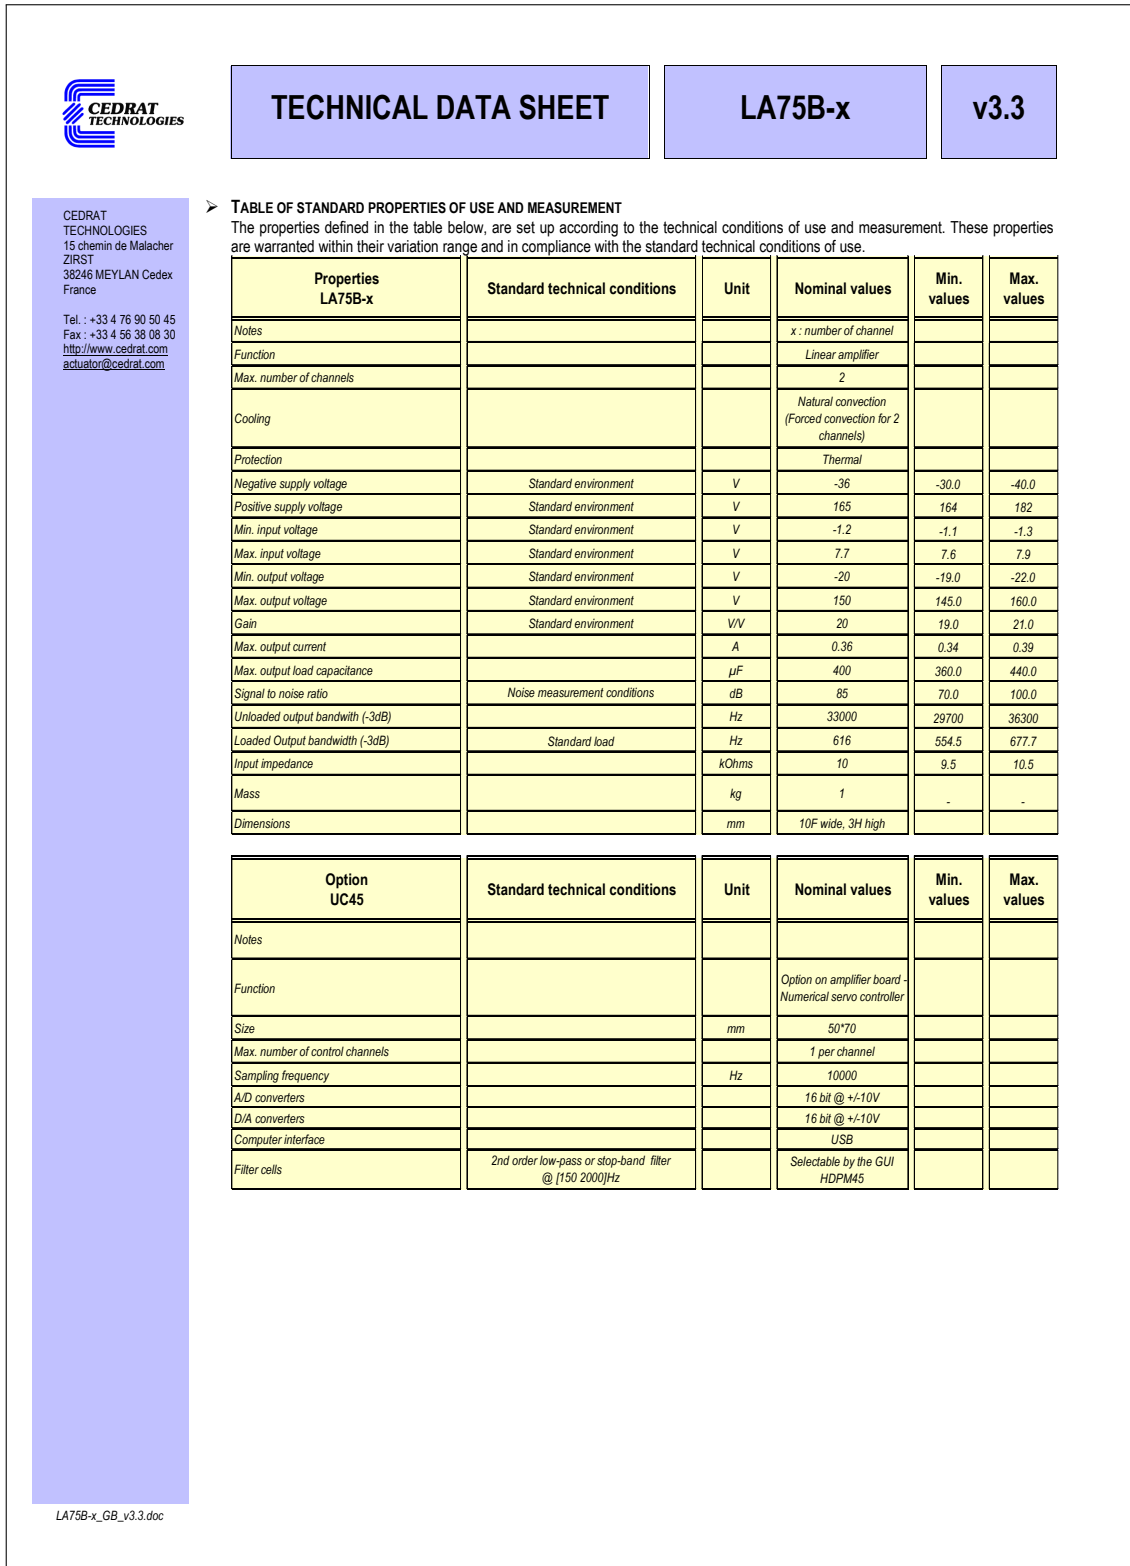 CEDRAT
TECHNOLOGIES
TECHNICAL DATA SHEET
LA75B-x
v3.3
CEDRAT
TECHNOLOGIES
15 chemin de Malacher
ZIRST
38246 MEYLAN Cedex
France
Tel. : +33 4 76 90 50 45
Fax : +33 4 56 38 08 30
http://www.cedrat.com
actuator@cedrat.com
➢ TABLE OF STANDARD PROPERTIES OF USE AND MEASUREMENT
The properties defined in the table below, are set up according to the technical conditions of use and measurement. These properties
are warranted within their variation range and in compliance with the standard technical conditions of use.
Properties LA75B-x Standard technical conditions Unit Nominal values Min. values Max. values
Notes x : number of channel
Function Linear amplifier
Max. number of channels 2
Cooling Natural convection (Forced convection for 2 channels)
Protection Thermal
Negative supply voltage Standard environment V -36 -30.0 -40.0
Positive supply voltage Standard environment V 165 164 182
Min. input voltage Standard environment V -1.2 -1.1 -1.3
Max. input voltage Standard environment V 7.7 7.6 7.9
Min. output voltage Standard environment V -20 -19.0 -22.0
Max. output voltage Standard environment V 150 145.0 160.0
Gain Standard environment V/V 20 19.0 21.0
Max. output current A 0.36 0.34 0.39
Max. output load capacitance µF 400 360.0 440.0
Signal to noise ratio Noise measurement conditions dB 85 70.0 100.0
Unloaded output bandwith (-3dB) Hz 33000 29700 36300
Loaded Output bandwidth (-3dB) Standard load Hz 616 554.5 677.7
Input impedance kOhms 10 9.5 10.5
Mass kg 1 - -
Dimensions mm 10F wide, 3H high
Option UC45 Standard technical conditions Unit Nominal values Min. values Max. values
Notes
Function Option on amplifier board - Numerical servo controller
Size mm 50*70
Max. number of control channels 1 per channel
Sampling frequency Hz 10000
A/D converters 16 bit @ +/-10V
D/A converters 16 bit @ +/-10V
Computer interface USB
Filter cells 2nd order low-pass or stop-band filter @ [150 2000]Hz Selectable by the GUI HDPM45
LA75B-x_GB_v3.3.doc